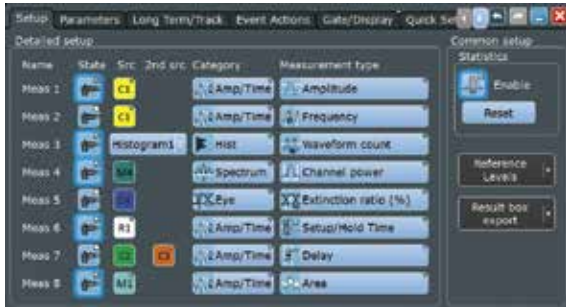 Setup Parameters Long Term/Track Event Actions Gate/Display Quick
Detailed setup Common setup
Name State Src 2nd src Category Measurement type Statistics
Meas 1 C1 Amp/Time Amplitude Enable
Meas 2 C1 Amp/Time Frequency Reset
Meas 3 Histogram1 Hist Waveform count
Meas 4 Spectrum Channel power Reference Levels
Meas 5 Eye Extinction ratio (%)
Meas 6 R1 Amp/Time Setup/Hold Time Result box export
Meas 7 C2 C3 Amp/Time Delay
Meas 8 M1 Amp/Time Area